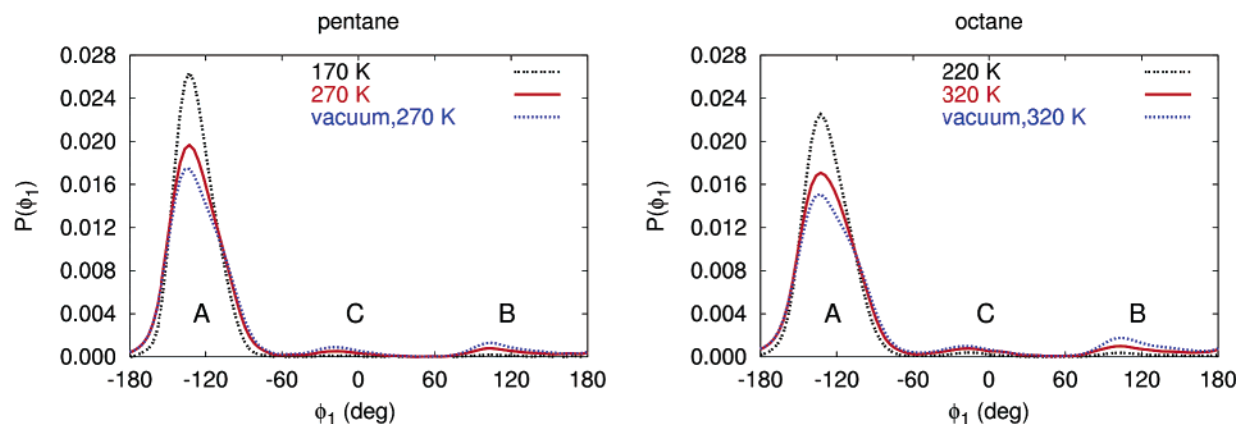 pentane
0.028
0.024
0.020
0.016
0.012
0.008
0.004
0.000
P(ϕ₁)
170 K
270 K
vacuum,270 K
A
C
B
-180 -120 -60 0 60 120 180
ϕ₁ (deg)
octane
0.028
0.024
0.020
0.016
0.012
0.008
0.004
0.000
P(ϕ₁)
220 K
320 K
vacuum,320 K
A
C
B
-180 -120 -60 0 60 120 180
ϕ₁ (deg)